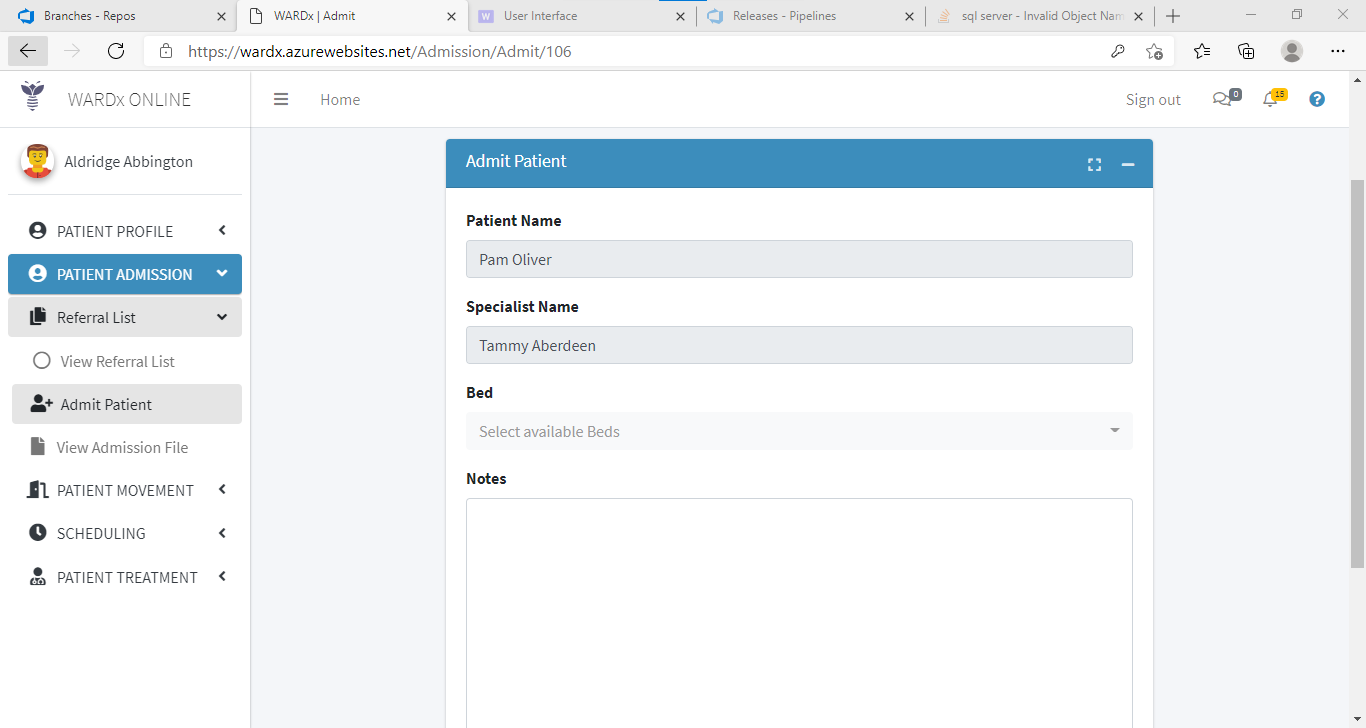 Branches - Repos
WARDx | Admit
User Interface
Releases - Pipelines
sql server - Invalid Object Nam
https://wardx.azurewebsites.net/Admission/Admit/106
WARDx ONLINE
Home
Sign out
0
15
Aldridge Abbington
PATIENT PROFILE
PATIENT ADMISSION
Referral List
View Referral List
Admit Patient
View Admission File
PATIENT MOVEMENT
SCHEDULING
PATIENT TREATMENT
Admit Patient
Patient Name
Pam Oliver
Specialist Name
Tammy Aberdeen
Bed
Select available Beds
Notes